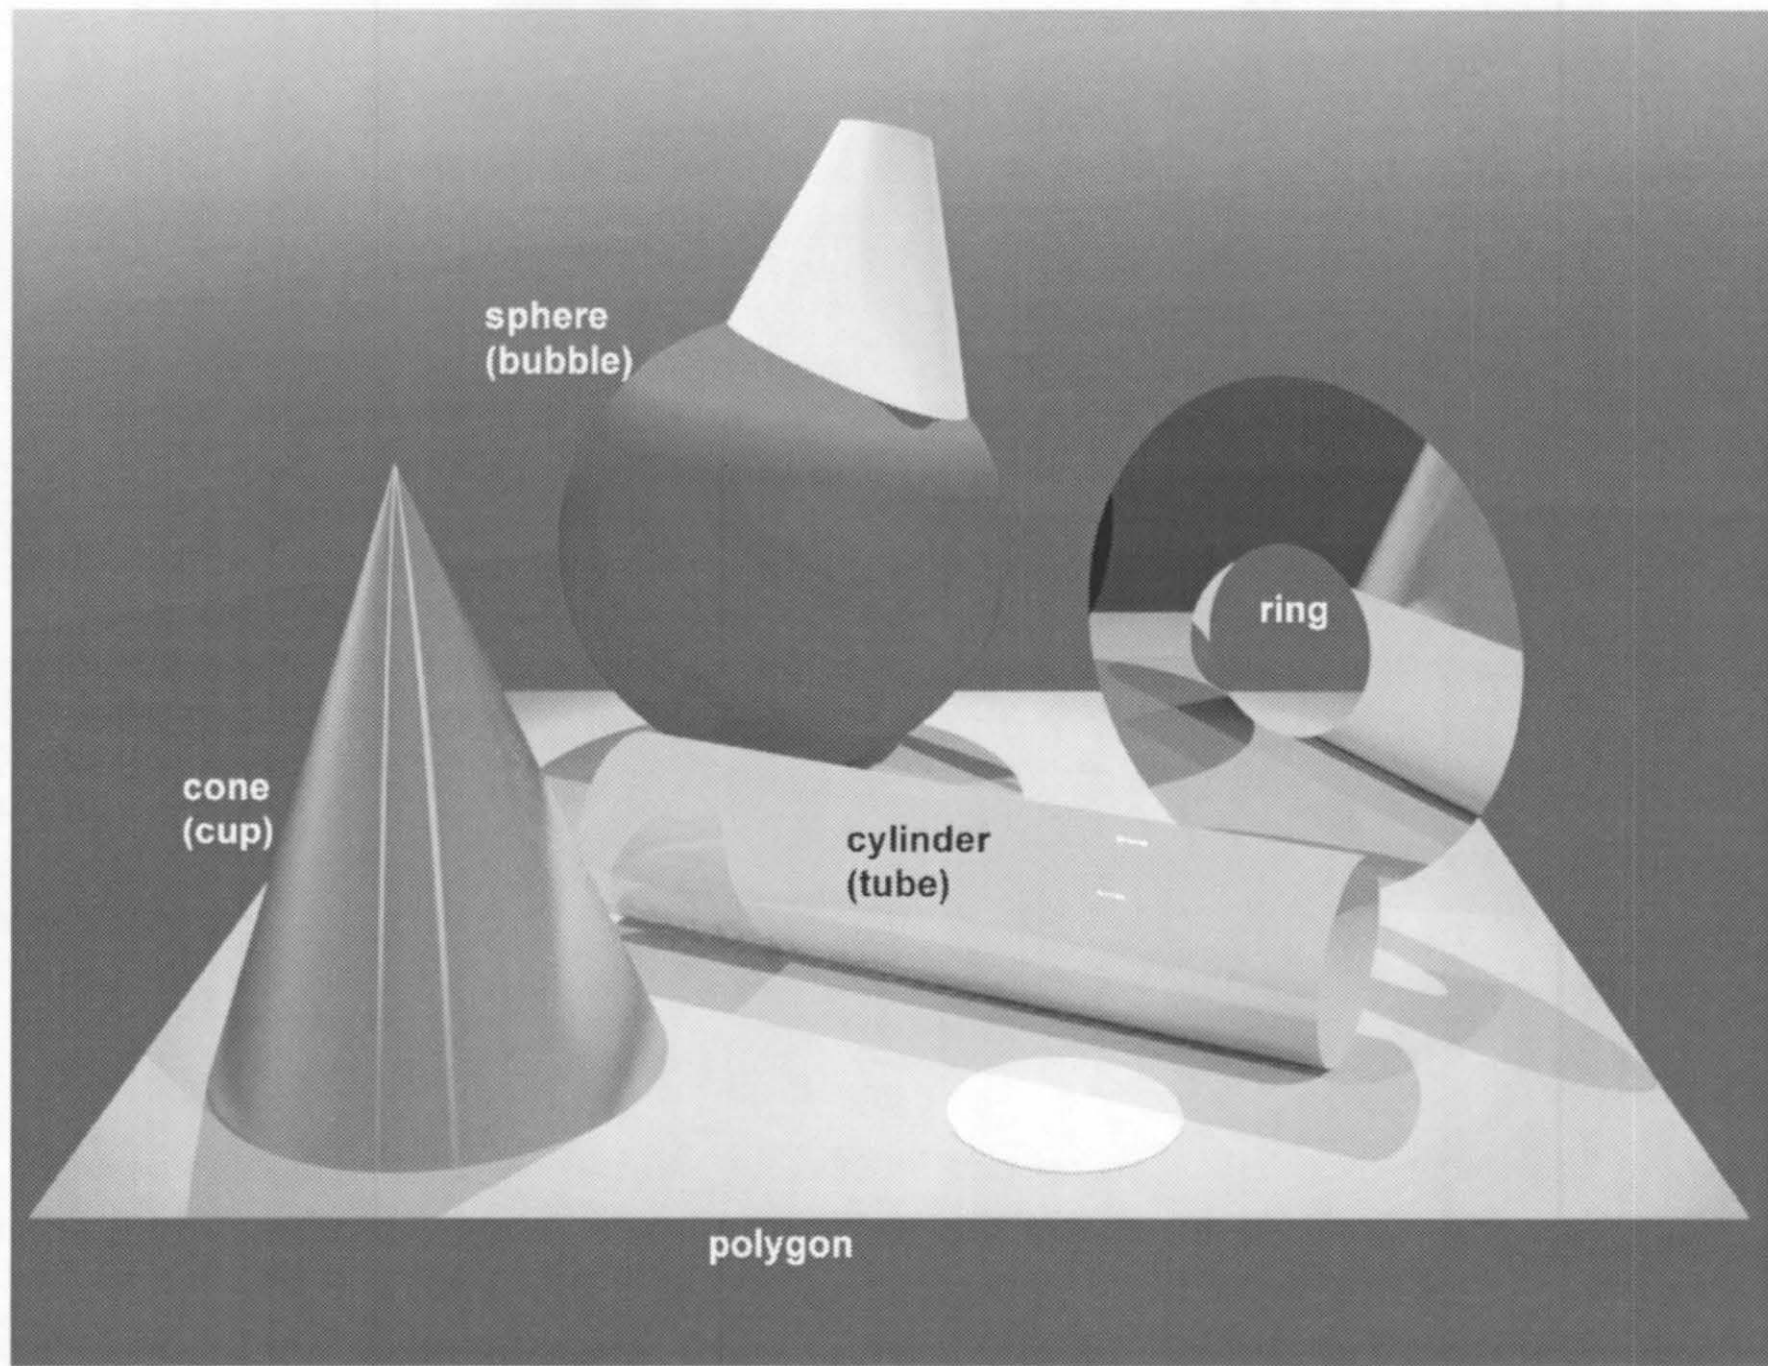 sphere
(bubble)
ring
cone
(cup)
cylinder
(tube)
polygon